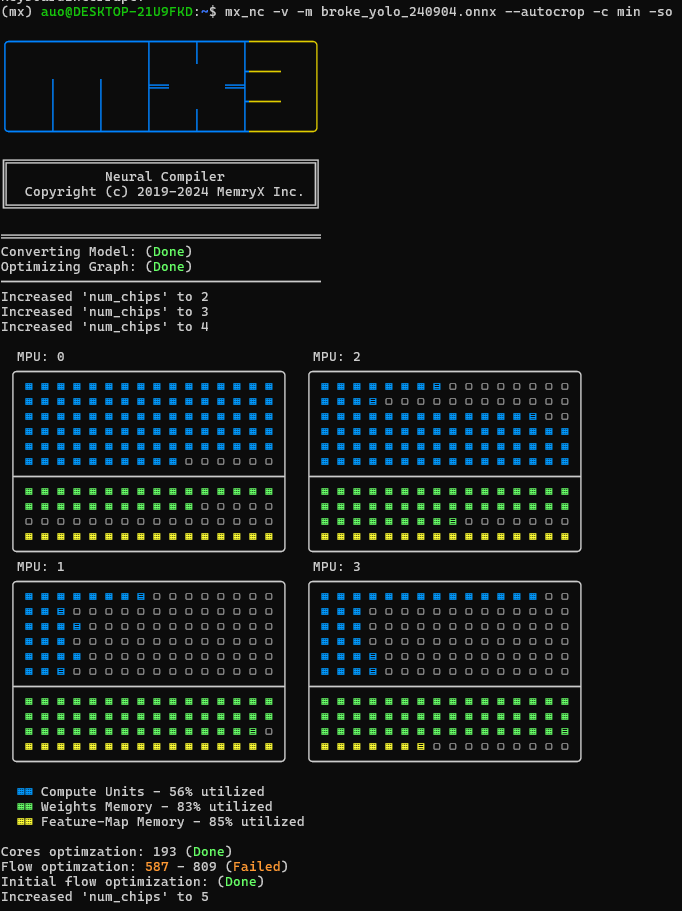 (mx) auo@DESKTOP-21U9FKD:~$ mx_nc -v -m broke_yolo_240904.onnx --autocrop -c min -so
Neural Compiler
Copyright (c) 2019-2024 MemryX Inc.
Converting Model: (Done)
Optimizing Graph: (Done)
Increased 'num_chips' to 2
Increased 'num_chips' to 3
Increased 'num_chips' to 4
MPU: 0
MPU: 2
MPU: 1
MPU: 3
Compute Units - 56% utilized
Weights Memory - 83% utilized
Feature-Map Memory - 85% utilized
Cores optimzation: 193 (Done)
Flow optimzation: 587 - 809 (Failed)
Initial flow optimization: (Done)
Increased 'num_chips' to 5